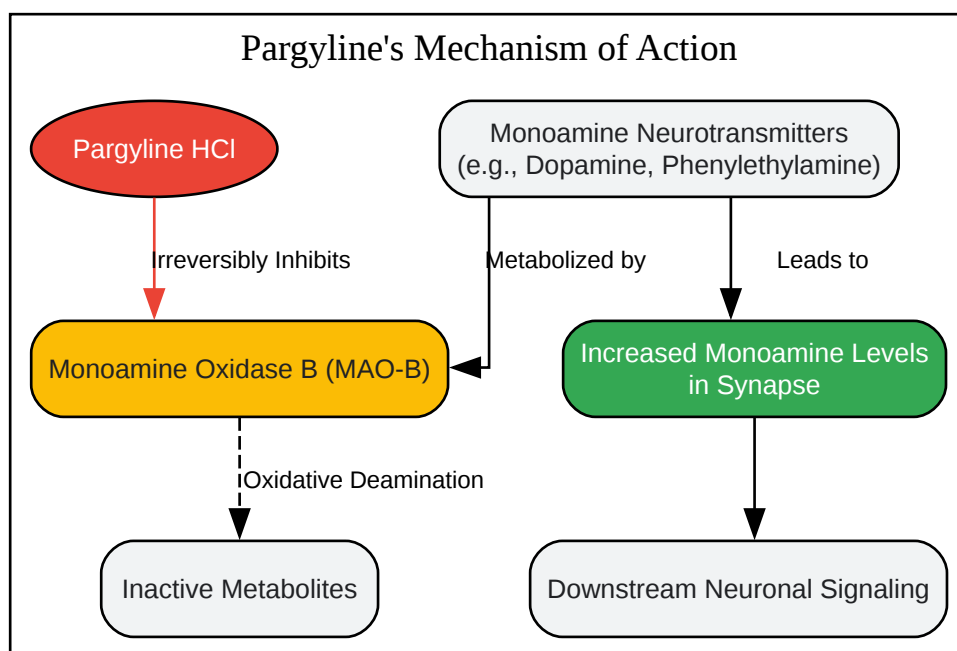 Pargyline's Mechanism of Action
Pargyline HCl
Monoamine Neurotransmitters
(e.g., Dopamine, Phenylethylamine)
Irreversibly Inhibits
Metabolized by
Leads to
Monoamine Oxidase B (MAO-B)
Increased Monoamine Levels
in Synapse
Oxidative Deamination
Inactive Metabolites
Downstream Neuronal Signaling